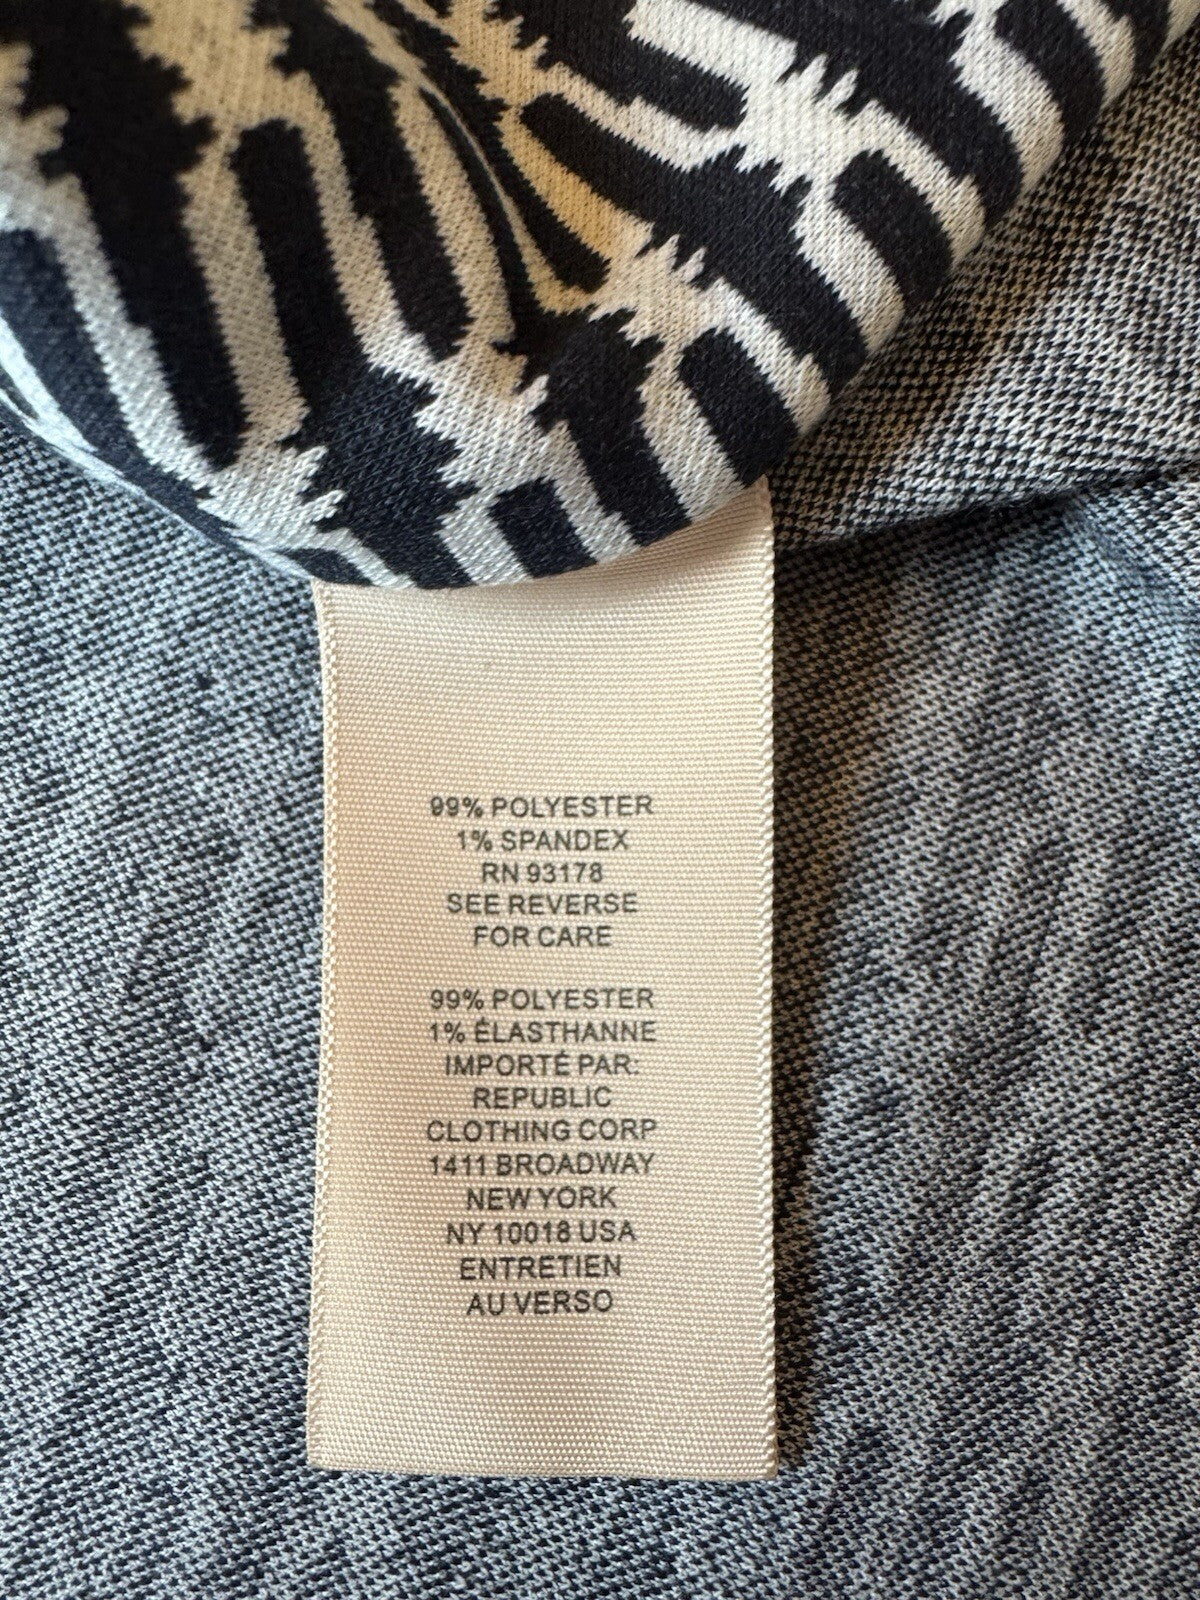 99% POLYESTER
1% SPANDEX
RN 93178
SEE REVERSE
FOR CARE
99% POLYESTER
1% ÉLASTHANNE
IMPORTÉ PAR:
REPUBLIC
CLOTHING CORP
1411 BROADWAY
NEW YORK
NY 10018 USA
ENTRETIEN
AU VERSO